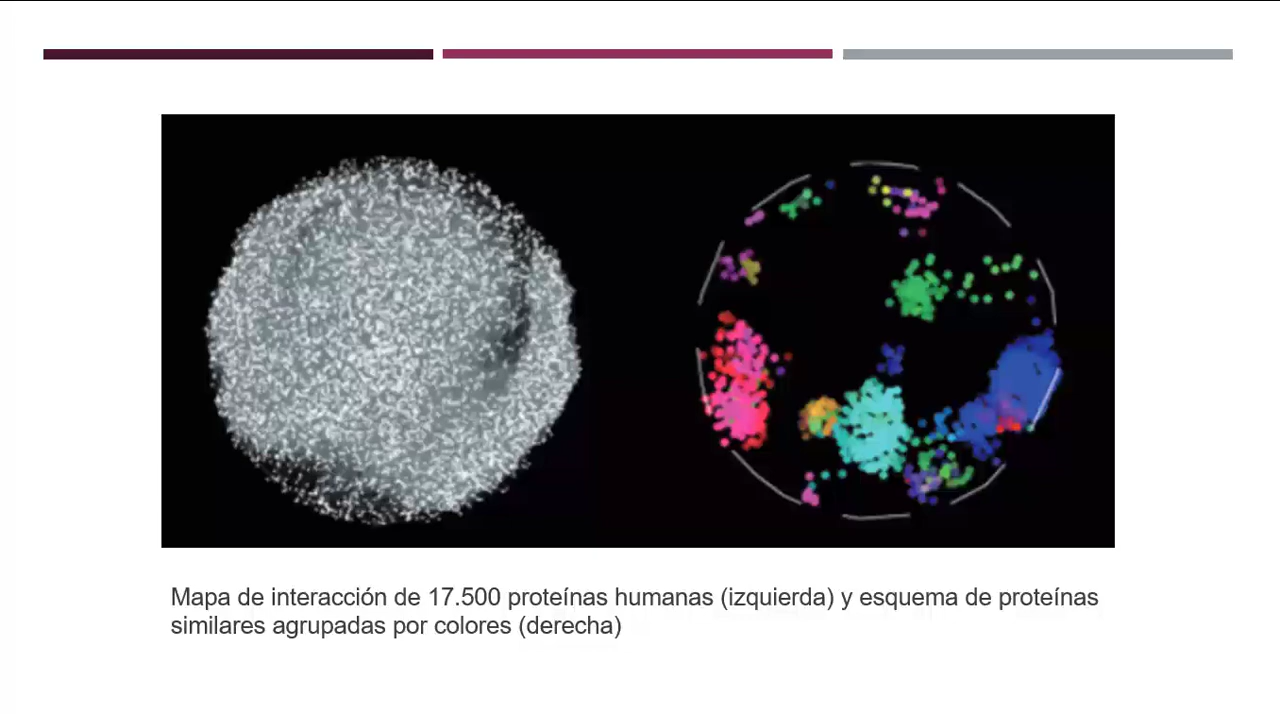 Mapa de interacción de 17.500 proteínas humanas (izquierda) y esquema de proteínas
similares agrupadas por colores (derecha)